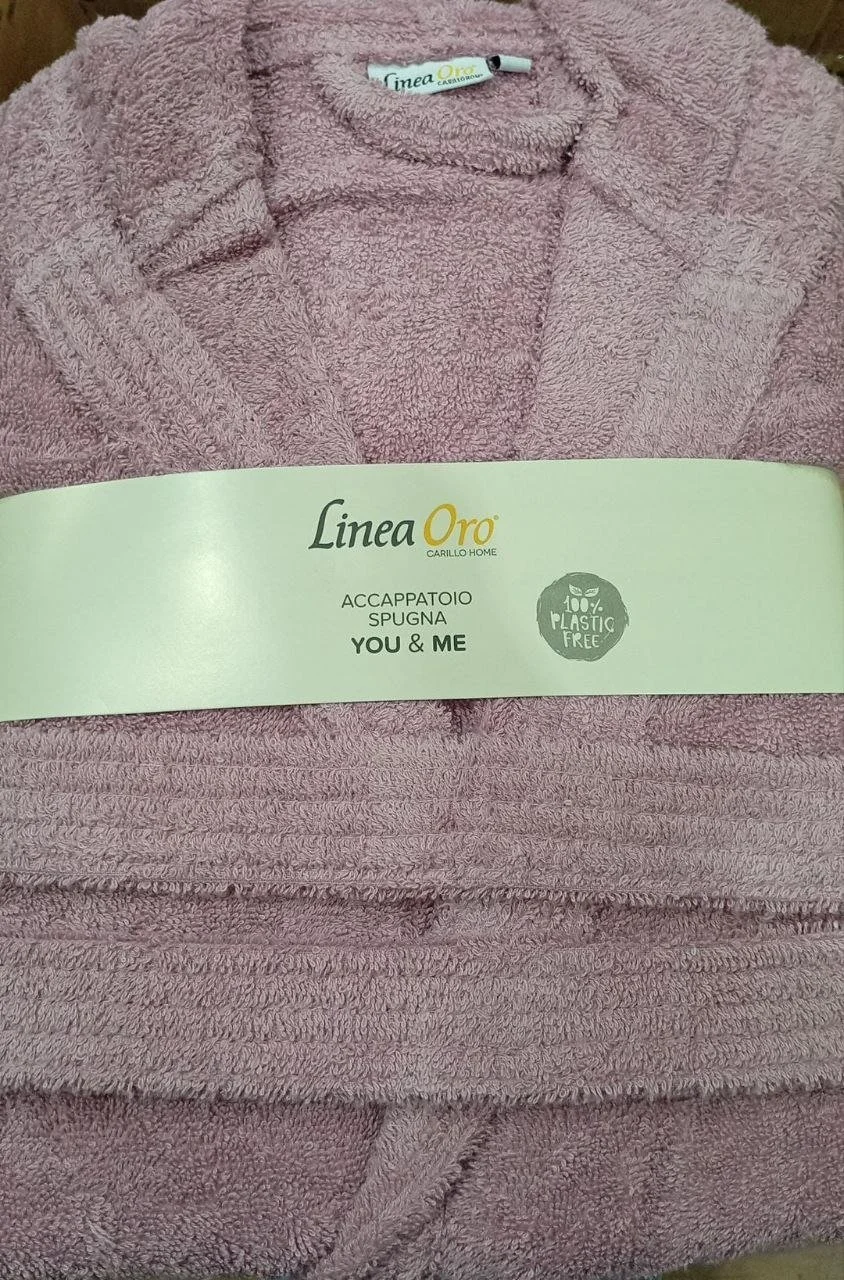 Linea Oro
CARILLO HOME
Linea Oro®
CARILLO HOME
ACCAPPATOIO
SPUGNA
YOU & ME
100%
PLASTIC
FREE